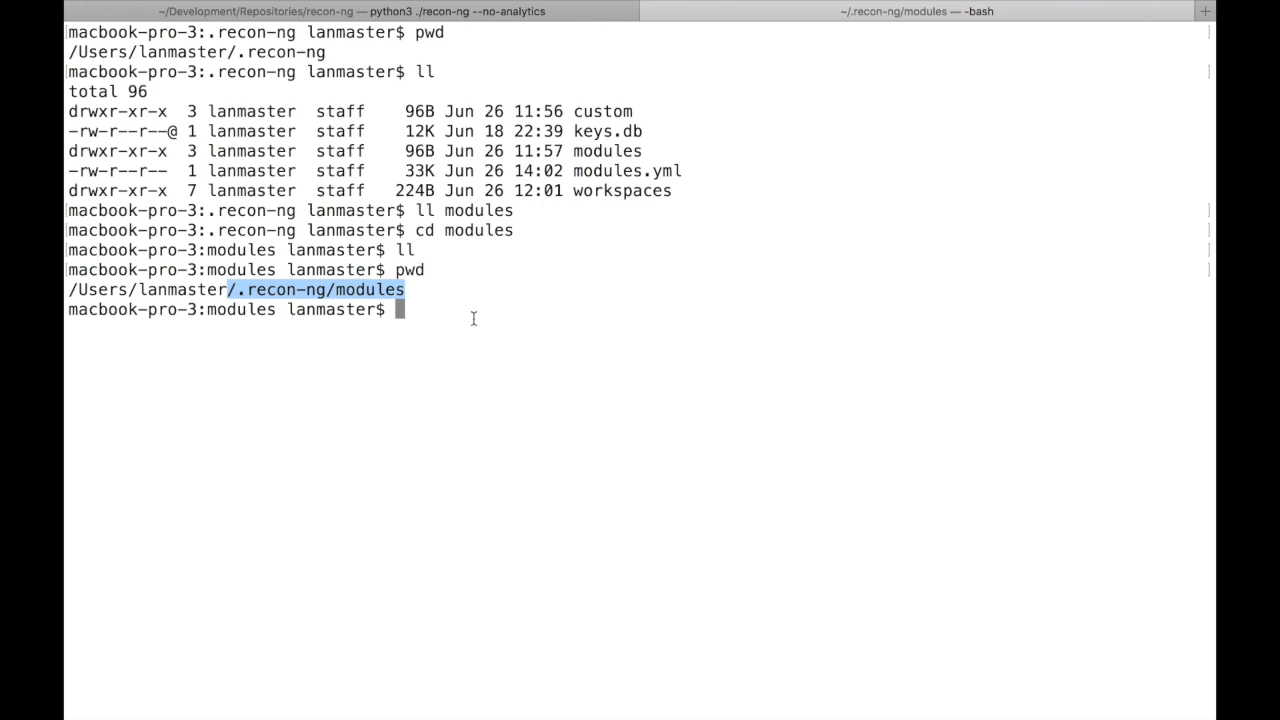 ~/Development/Repositories/recon-ng — python3 ./recon-ng --no-analytics
~/.recon-ng/modules — -bash
macbook-pro-3:.recon-ng lanmaster$ pwd
/Users/lanmaster/.recon-ng
macbook-pro-3:.recon-ng lanmaster$ ll
total 96
drwxr-xr-x  3 lanmaster  staff    96B Jun 26 11:56 custom
-rw-r--r--@ 1 lanmaster  staff    12K Jun 18 22:39 keys.db
drwxr-xr-x  3 lanmaster  staff    96B Jun 26 11:57 modules
-rw-r--r--  1 lanmaster  staff    33K Jun 26 14:02 modules.yml
drwxr-xr-x  7 lanmaster  staff   224B Jun 26 12:01 workspaces
macbook-pro-3:.recon-ng lanmaster$ ll modules
macbook-pro-3:.recon-ng lanmaster$ cd modules
macbook-pro-3:modules lanmaster$ ll
macbook-pro-3:modules lanmaster$ pwd
/Users/lanmaster/.recon-ng/modules
macbook-pro-3:modules lanmaster$